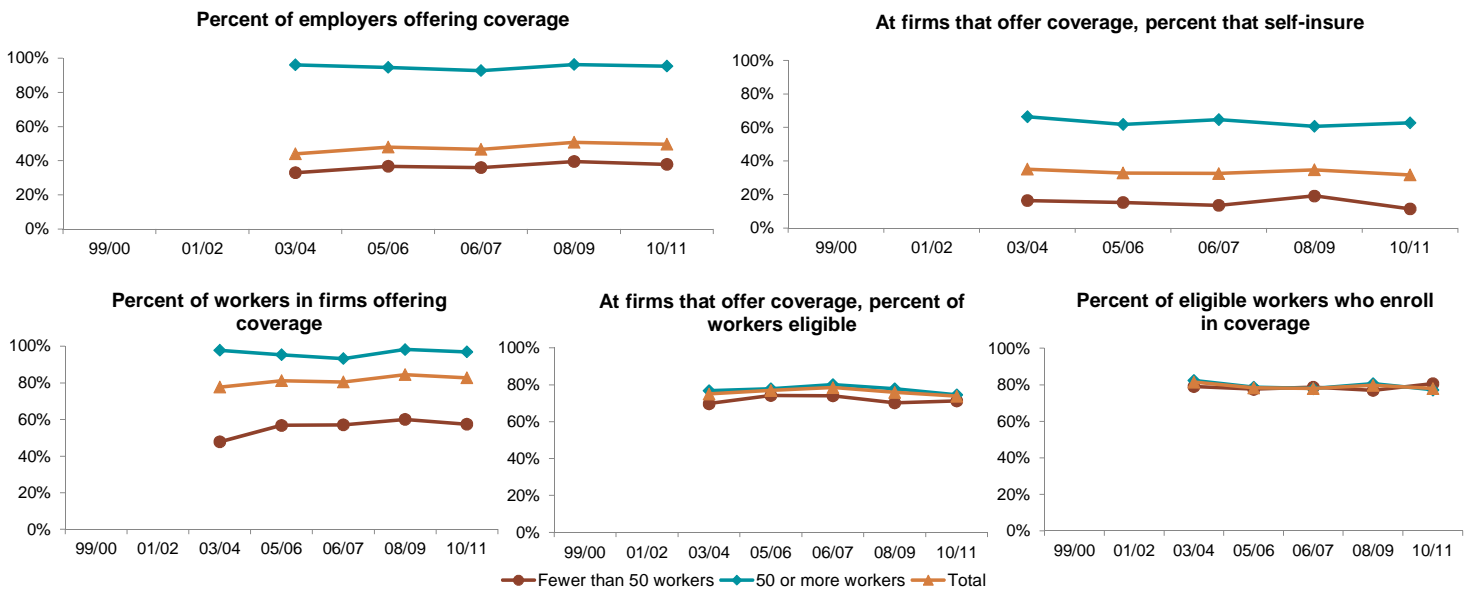 Percent of employers offering coverage
100%
80%
60%
40%
20%
0%
99/00 01/02 03/04 05/06 06/07 08/09 10/11
At firms that offer coverage, percent that self-insure
100%
80%
60%
40%
20%
0%
99/00 01/02 03/04 05/06 06/07 08/09 10/11
Percent of workers in firms offering
coverage
100%
80%
60%
40%
20%
0%
99/00 01/02 03/04 05/06 06/07 08/09 10/11
At firms that offer coverage, percent of
workers eligible
100%
80%
60%
40%
20%
0%
99/00 01/02 03/04 05/06 06/07 08/09 10/11
Percent of eligible workers who enroll
in coverage
100%
80%
60%
40%
20%
0%
99/00 01/02 03/04 05/06 06/07 08/09 10/11
Fewer than 50 workers 50 or more workers Total